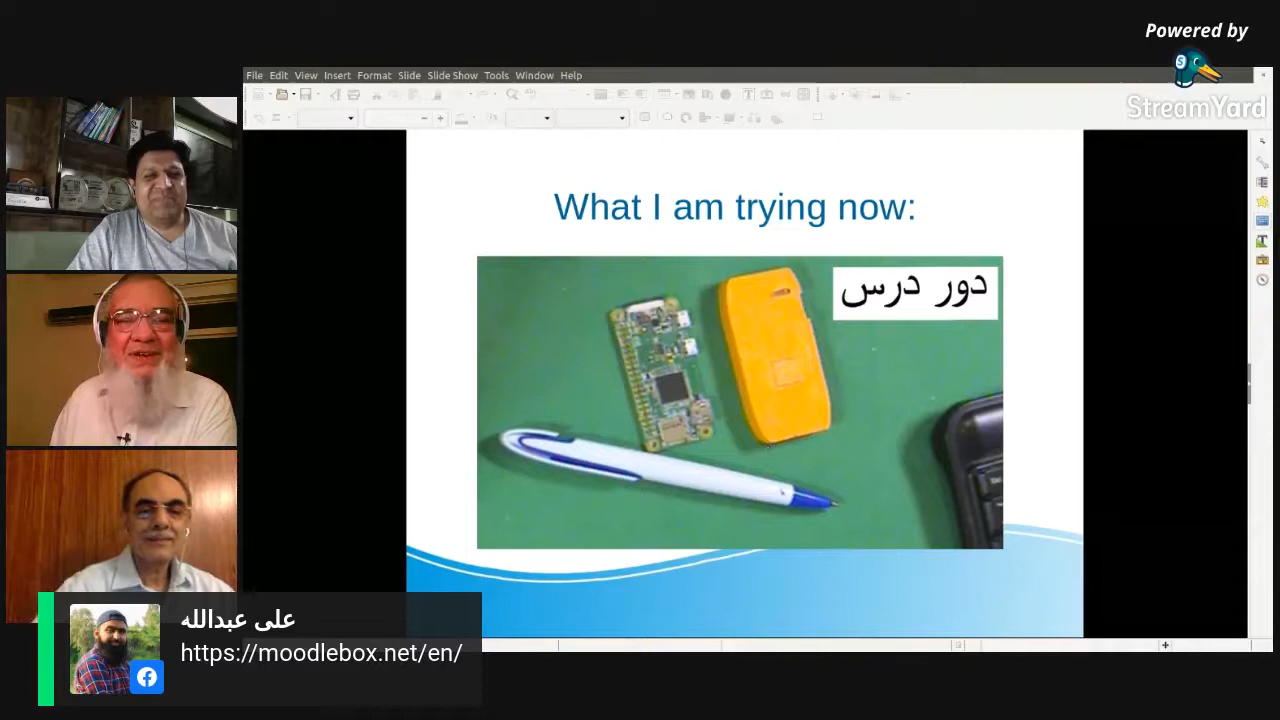 Powered by
StreamYard
File Edit View Insert Format Slide Slide Show Tools Window Help
What I am trying now:
دور درس
علی عبدالله
https://moodlebox.net/en/